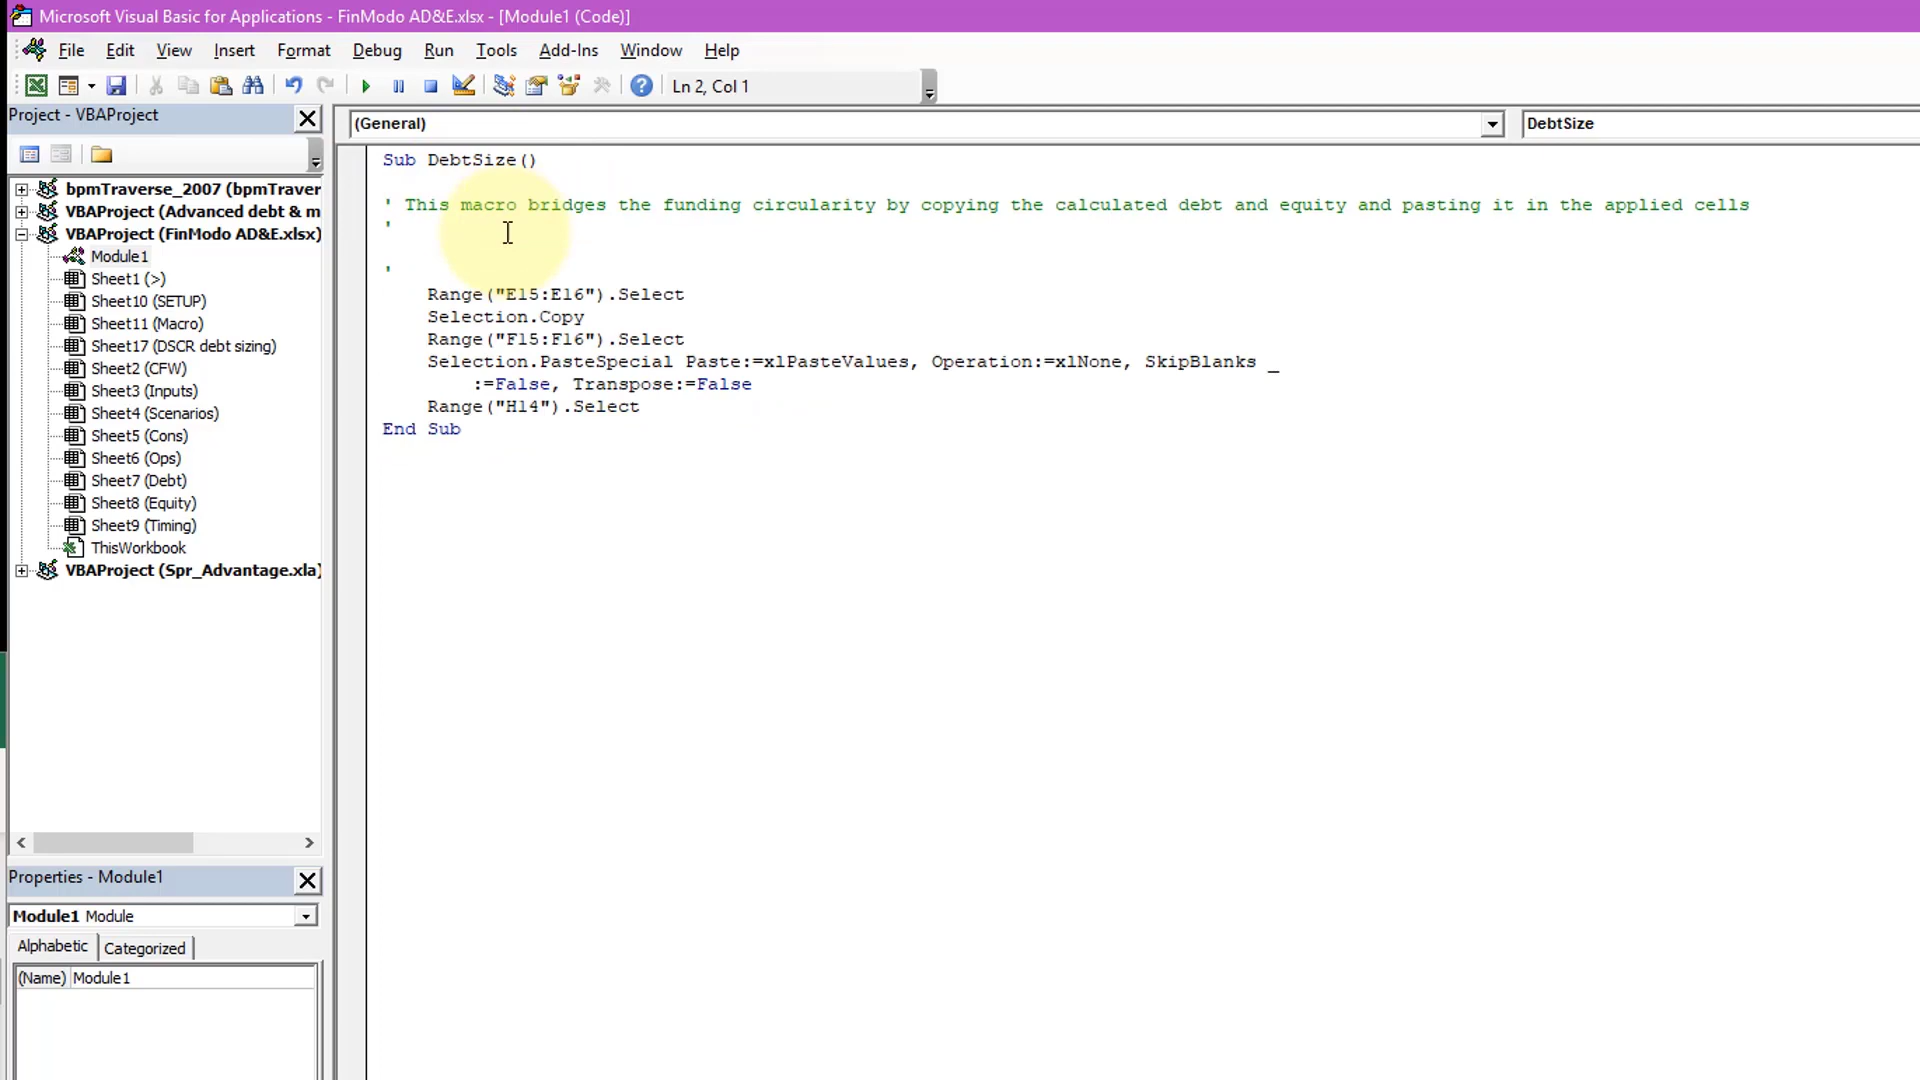 Microsoft Visual Basic for Applications - FinModo AD&E.xlsx - [Module1 (Code)]
File Edit View Insert Format Debug Run Tools Add-Ins Window Help
Ln 2, Col 1
Project - VBAProject
(General)
DebtSize
bpmTraverse_2007 (bpmTraver
VBAProject (Advanced debt & m
VBAProject (FinModo AD&E.xlsx)
Module1
Sheet1 (>)
Sheet10 (SETUP)
Sheet11 (Macro)
Sheet17 (DSCR debt sizing)
Sheet2 (CFW)
Sheet3 (Inputs)
Sheet4 (Scenarios)
Sheet5 (Cons)
Sheet6 (Ops)
Sheet7 (Debt)
Sheet8 (Equity)
Sheet9 (Timing)
ThisWorkbook
VBAProject (Spr_Advantage.xla)
Sub DebtSize()
' This macro bridges the funding circularity by copying the calculated debt and equity and pasting it in the applied cells
'
'
Range("E15:E16").Select
Selection.Copy
Range("F15:F16").Select
Selection.PasteSpecial Paste:=xlPasteValues, Operation:=xlNone, SkipBlanks _
:=False, Transpose:=False
Range("H14").Select
End Sub
Properties - Module1
Module1 Module
Alphabetic Categorized
(Name) Module1